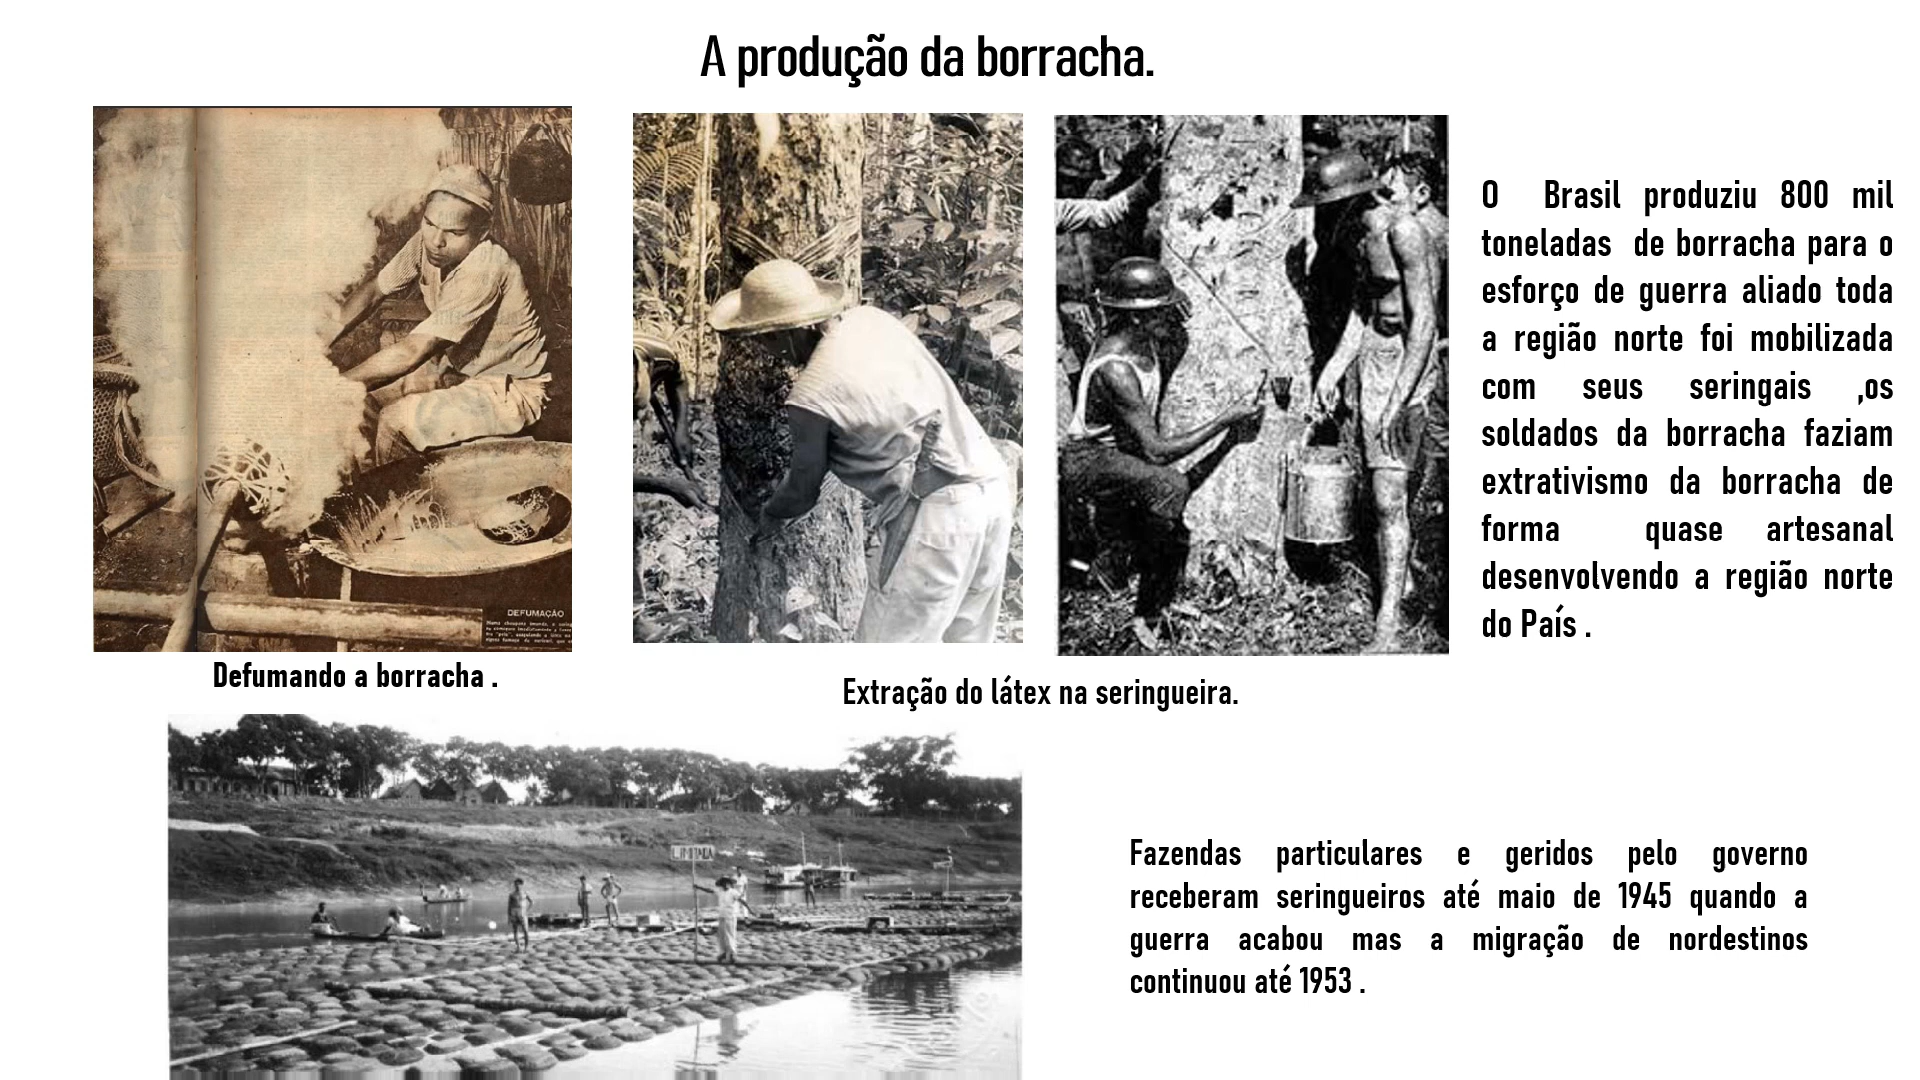 A produção da borracha.
O Brasil produziu 800 mil
toneladas de borracha para o
esforço de guerra aliado toda
a região norte foi mobilizada
com seus seringais ,os
soldados da borracha faziam
extrativismo da borracha de
forma quase artesanal
desenvolvendo a região norte
do País .
DEFUMAÇÃO
Defumando a borracha .
Extração do látex na seringueira.
Fazendas particulares e geridos pelo governo
receberam seringueiros até maio de 1945 quando a
guerra acabou mas a migração de nordestinos
continuou até 1953 .